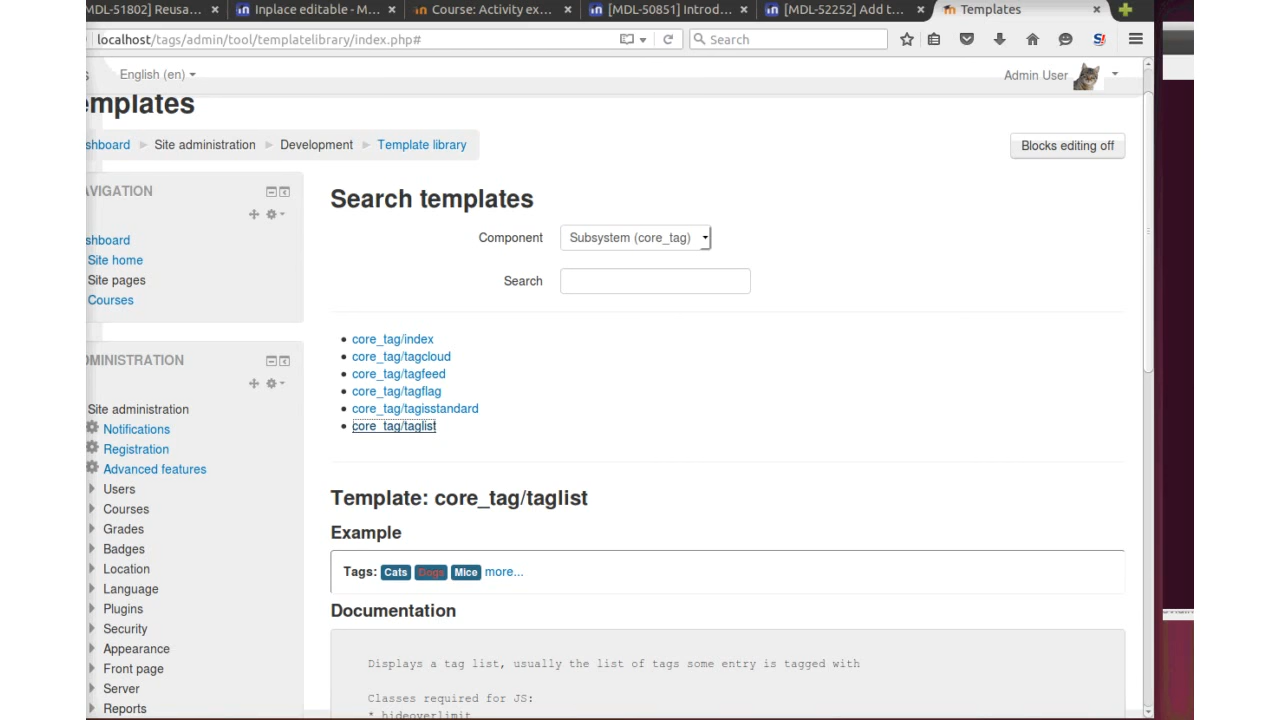 MDL-51802] Reusa...
Inplace editable - M...
Course: Activity ex...
[MDL-50851] Introd...
[MDL-52252] Add t...
Templates
localhost/tags/admin/tool/templatelibrary/index.php#
Search
English (en)
Admin User
emplates
shboard
Site administration
Development
Template library
Blocks editing off
AVIGATION
shboard
Site home
Site pages
Courses
DMINISTRATION
Site administration
Notifications
Registration
Advanced features
Users
Courses
Grades
Badges
Location
Language
Plugins
Security
Appearance
Front page
Server
Reports
Search templates
Component
Subsystem (core_tag)
Search
core_tag/index
core_tag/tagcloud
core_tag/tagfeed
core_tag/tagflag
core_tag/tagisstandard
core_tag/taglist
Template: core_tag/taglist
Example
Tags: Cats Dogs Mice more...
Documentation
Displays a tag list, usually the list of tags some entry is tagged with
Classes required for JS:
* hideoverlimit